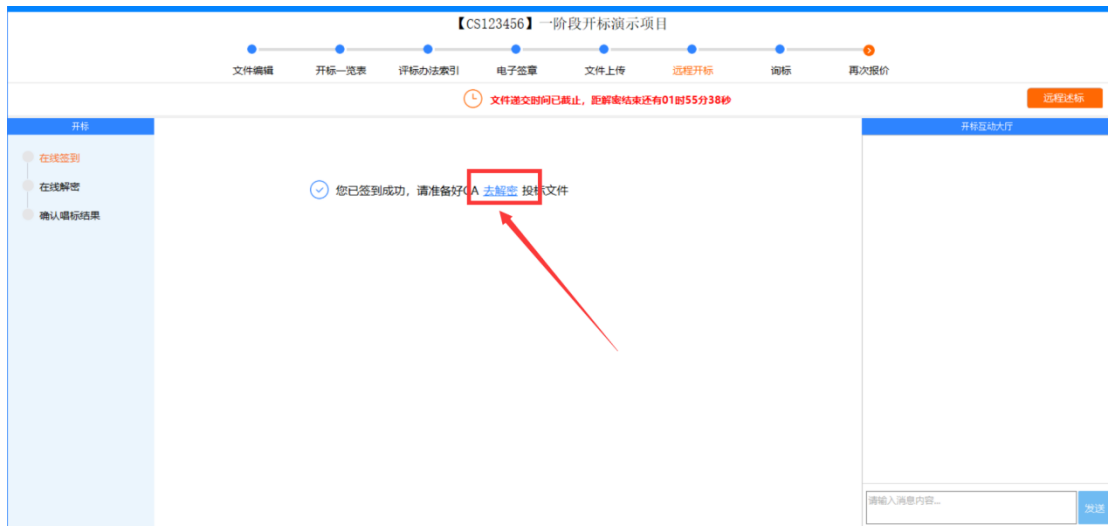 【CS123456】一阶段开标演示项目
文件编辑 开标一览表 评标办法索引 电子签章 文件上传 远程开标 询标 再次报价
文件递交时间已截止，距解密结束还有01时55分38秒
远程述标
开标
在线签到
在线解密
确认唱标结果
您已签到成功，请准备好CA 去解密 投标文件
开标互动大厅
请输入消息内容...
发送